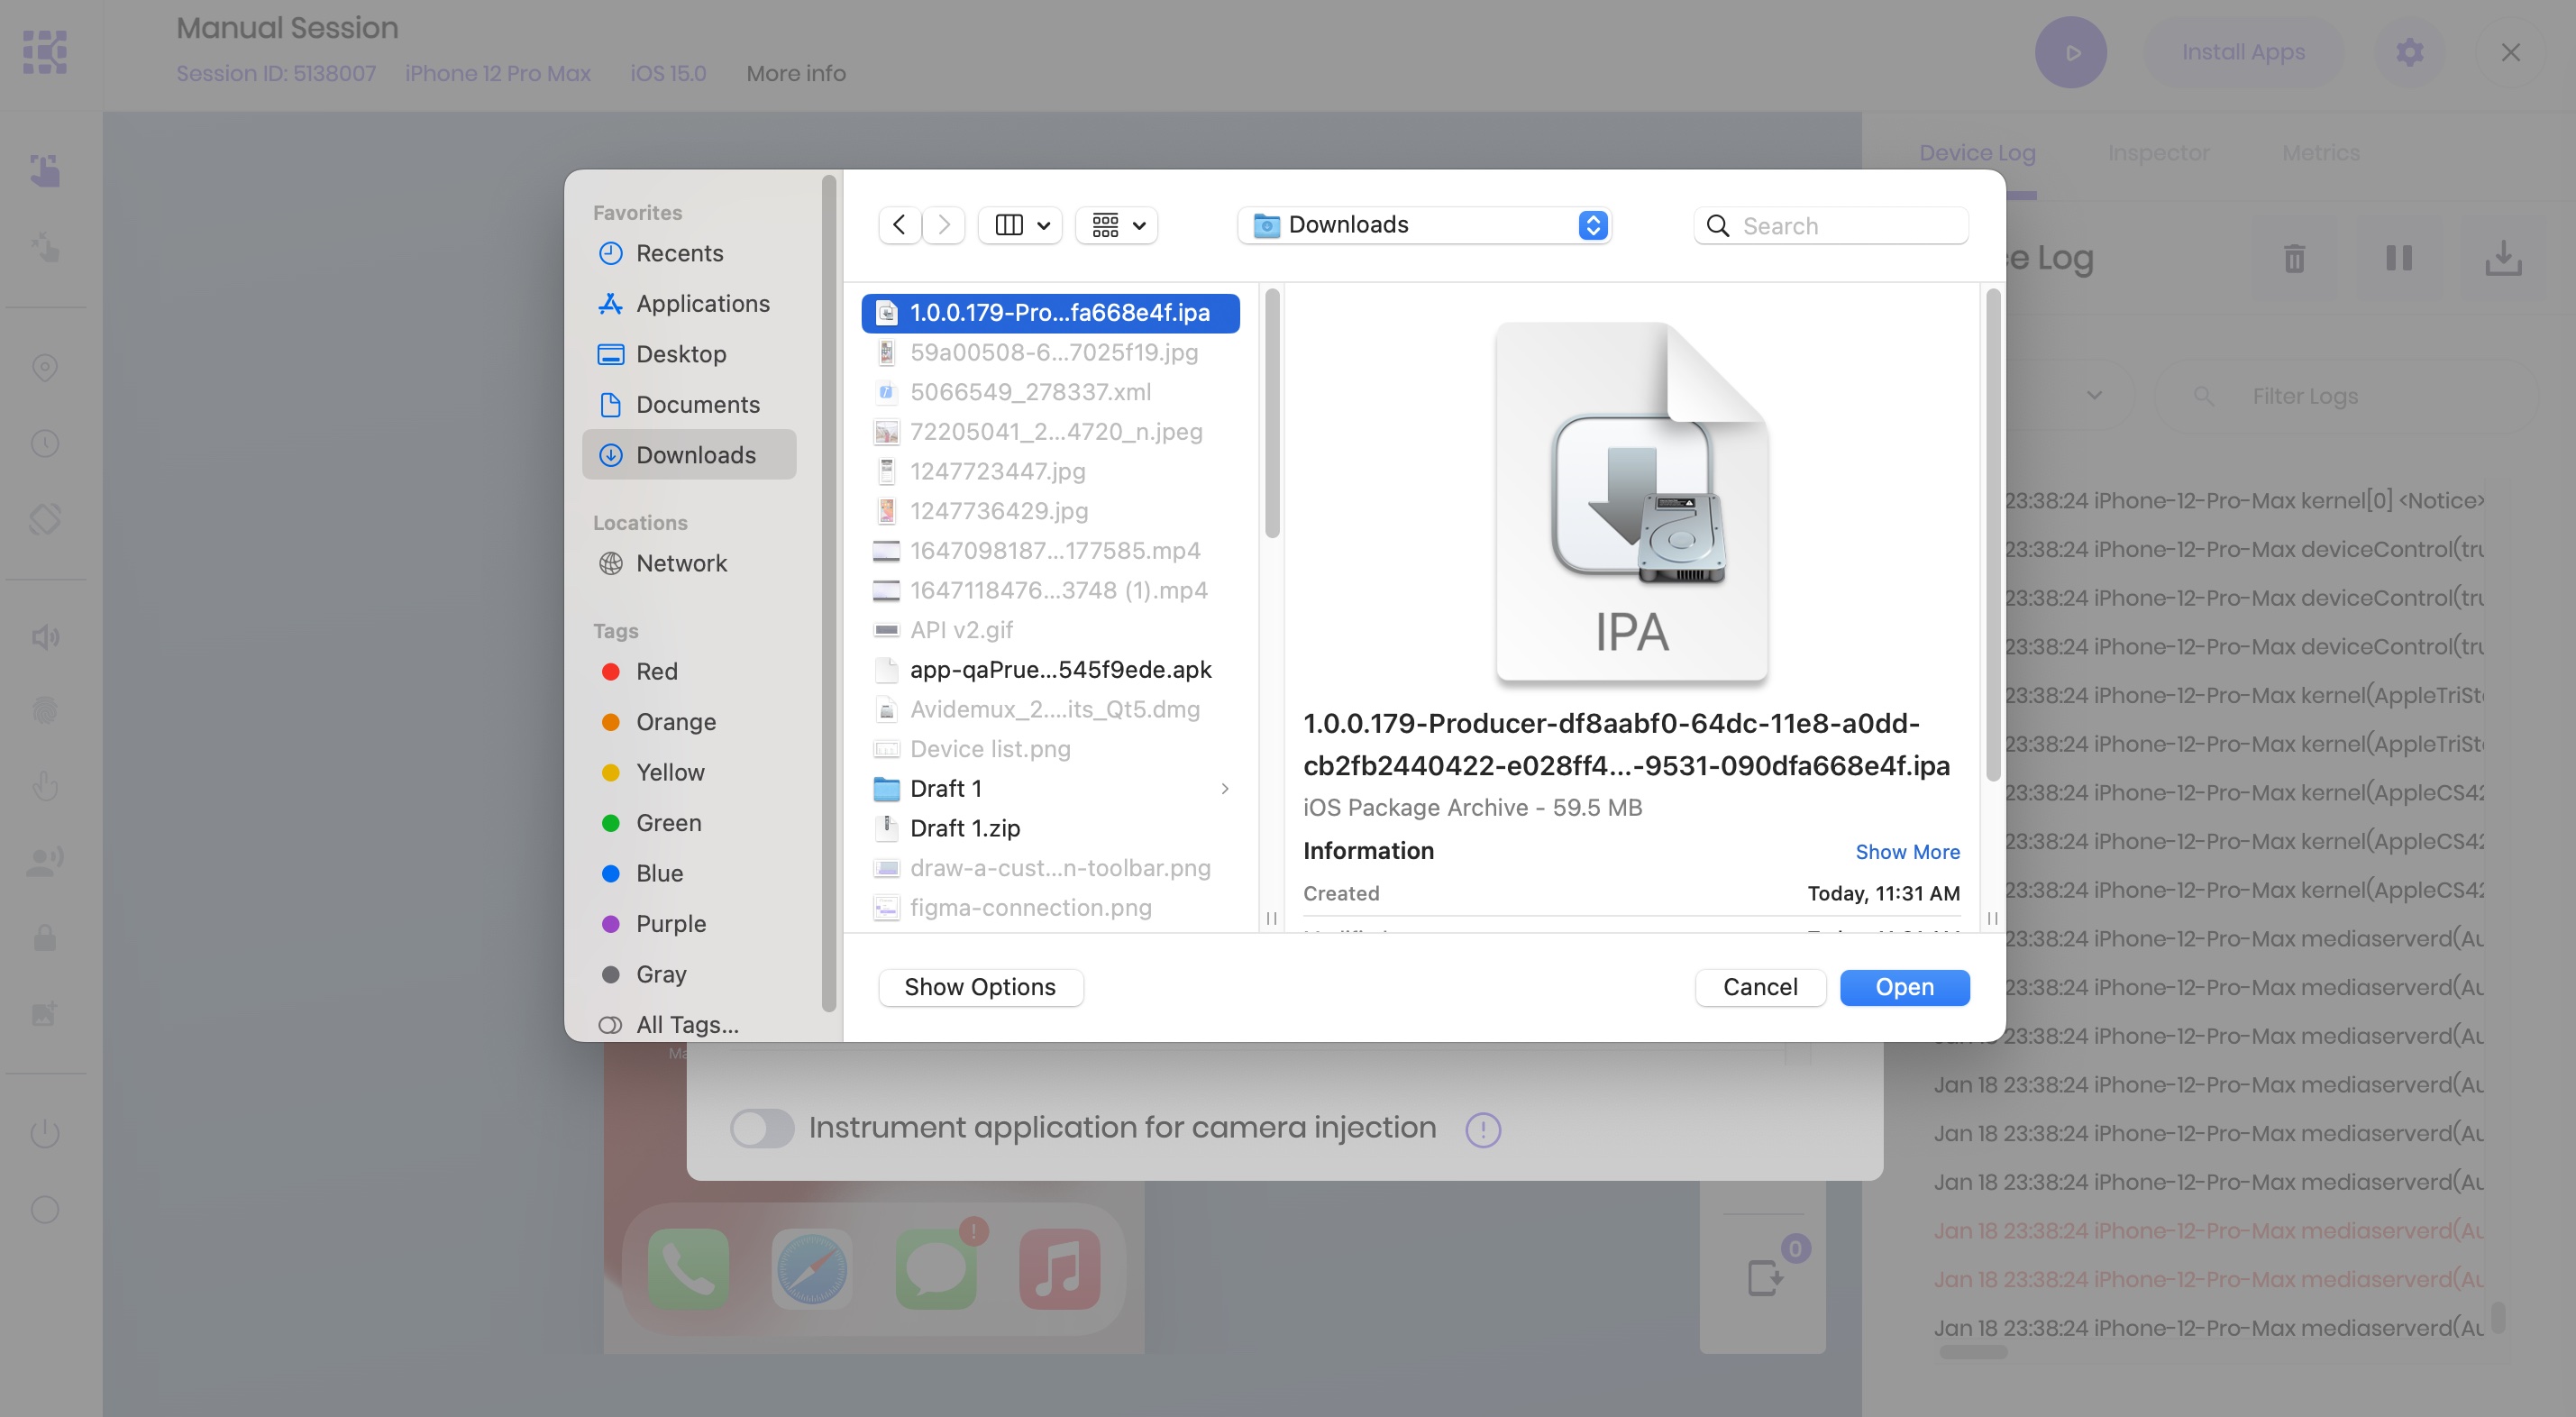 Manual Session
Session ID: 5138007 iPhone 12 Pro Max iOS 15.0 More info
Install Apps
Device Log Inspector Metrics
e Log
Filter Logs
Favorites
Recents
Applications
Desktop
Documents
Downloads
Locations
Network
Tags
Red
Orange
Yellow
Green
Blue
Purple
Gray
All Tags...
Downloads
Search
1.0.0.179-Pro...fa668e4f.ipa
59a00508-6...7025f19.jpg
5066549_278337.xml
72205041_2...4720_n.jpeg
1247723447.jpg
1247736429.jpg
1647098187...177585.mp4
1647118476...3748 (1).mp4
API v2.gif
app-qaPrue...545f9ede.apk
Avidemux_2....its_Qt5.dmg
Device list.png
Draft 1
Draft 1.zip
draw-a-cust...n-toolbar.png
figma-connection.png
IPA
1.0.0.179-Producer-df8aabf0-64dc-11e8-a0dd-
cb2fb2440422-e028ff4...-9531-090dfa668e4f.ipa
iOS Package Archive - 59.5 MB
Information Show More
Created Today, 11:31 AM
Show Options
Cancel Open
Instrument application for camera injection
0
23:38:24 iPhone-12-Pro-Max kernel[0] <Notice>
23:38:24 iPhone-12-Pro-Max deviceControl(tru
23:38:24 iPhone-12-Pro-Max deviceControl(tru
23:38:24 iPhone-12-Pro-Max deviceControl(tru
23:38:24 iPhone-12-Pro-Max kernel(AppleTriSt
23:38:24 iPhone-12-Pro-Max kernel(AppleTriSt
23:38:24 iPhone-12-Pro-Max kernel(AppleCS42
23:38:24 iPhone-12-Pro-Max kernel(AppleCS42
23:38:24 iPhone-12-Pro-Max kernel(AppleCS42
23:38:24 iPhone-12-Pro-Max mediaserverd(Au
23:38:24 iPhone-12-Pro-Max mediaserverd(Au
23:38:24 iPhone-12-Pro-Max mediaserverd(Au
Jan 18 23:38:24 iPhone-12-Pro-Max mediaserverd(Au
Jan 18 23:38:24 iPhone-12-Pro-Max mediaserverd(Au
Jan 18 23:38:24 iPhone-12-Pro-Max mediaserverd(Au
Jan 18 23:38:24 iPhone-12-Pro-Max mediaserverd(Au
Jan 18 23:38:24 iPhone-12-Pro-Max mediaserverd(Au
Jan 18 23:38:24 iPhone-12-Pro-Max mediaserverd(Au